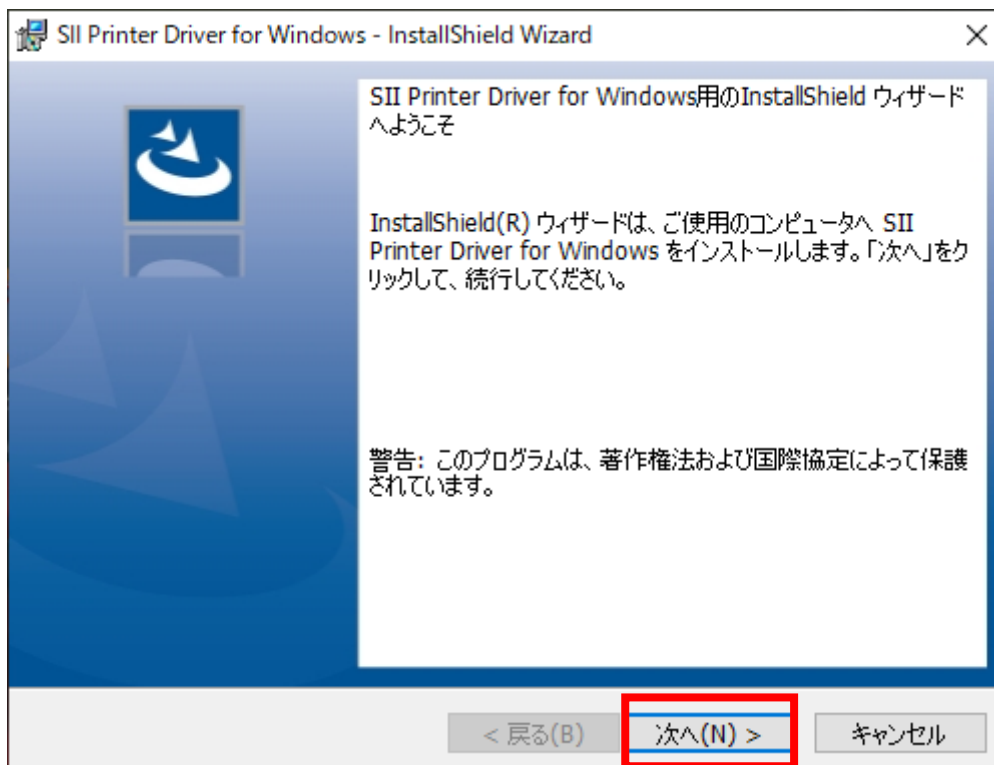 SII Printer Driver for Windows - InstallShield Wizard
SII Printer Driver for Windows用のInstallShield ウィザード
へようこそ
InstallShield(R) ウィザードは、ご使用のコンピュータへ SII
Printer Driver for Windows をインストールします。「次へ」をク
リックして、続行してください。
警告: このプログラムは、著作権法および国際協定によって保護
されています。
< 戻る(B)
次へ(N) >
キャンセル